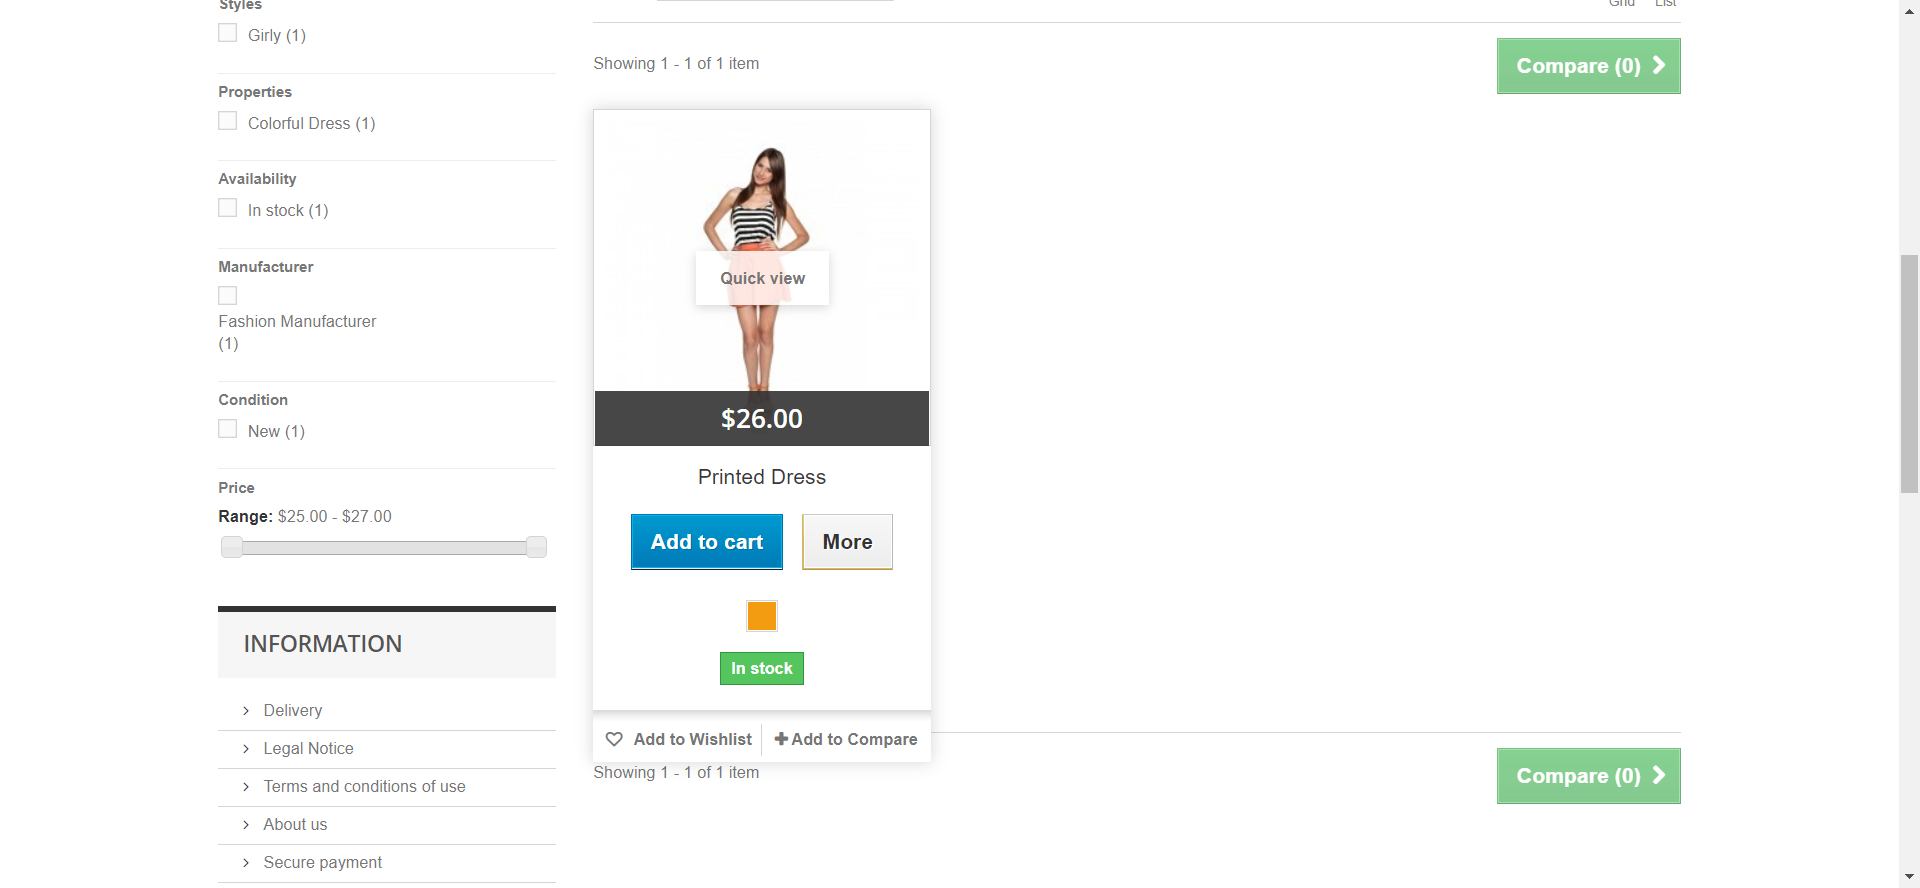 Styles
Girly (1)
Properties
Colorful Dress (1)
Availability
In stock (1)
Manufacturer
Fashion Manufacturer
(1)
Condition
New (1)
Price
Range: $25.00 - $27.00
INFORMATION
Delivery
Legal Notice
Terms and conditions of use
About us
Secure payment
Grid List
Showing 1 - 1 of 1 item
Compare (0)
Quick view
$26.00
Printed Dress
Add to cart
More
In stock
Add to Wishlist
Add to Compare
Showing 1 - 1 of 1 item
Compare (0)